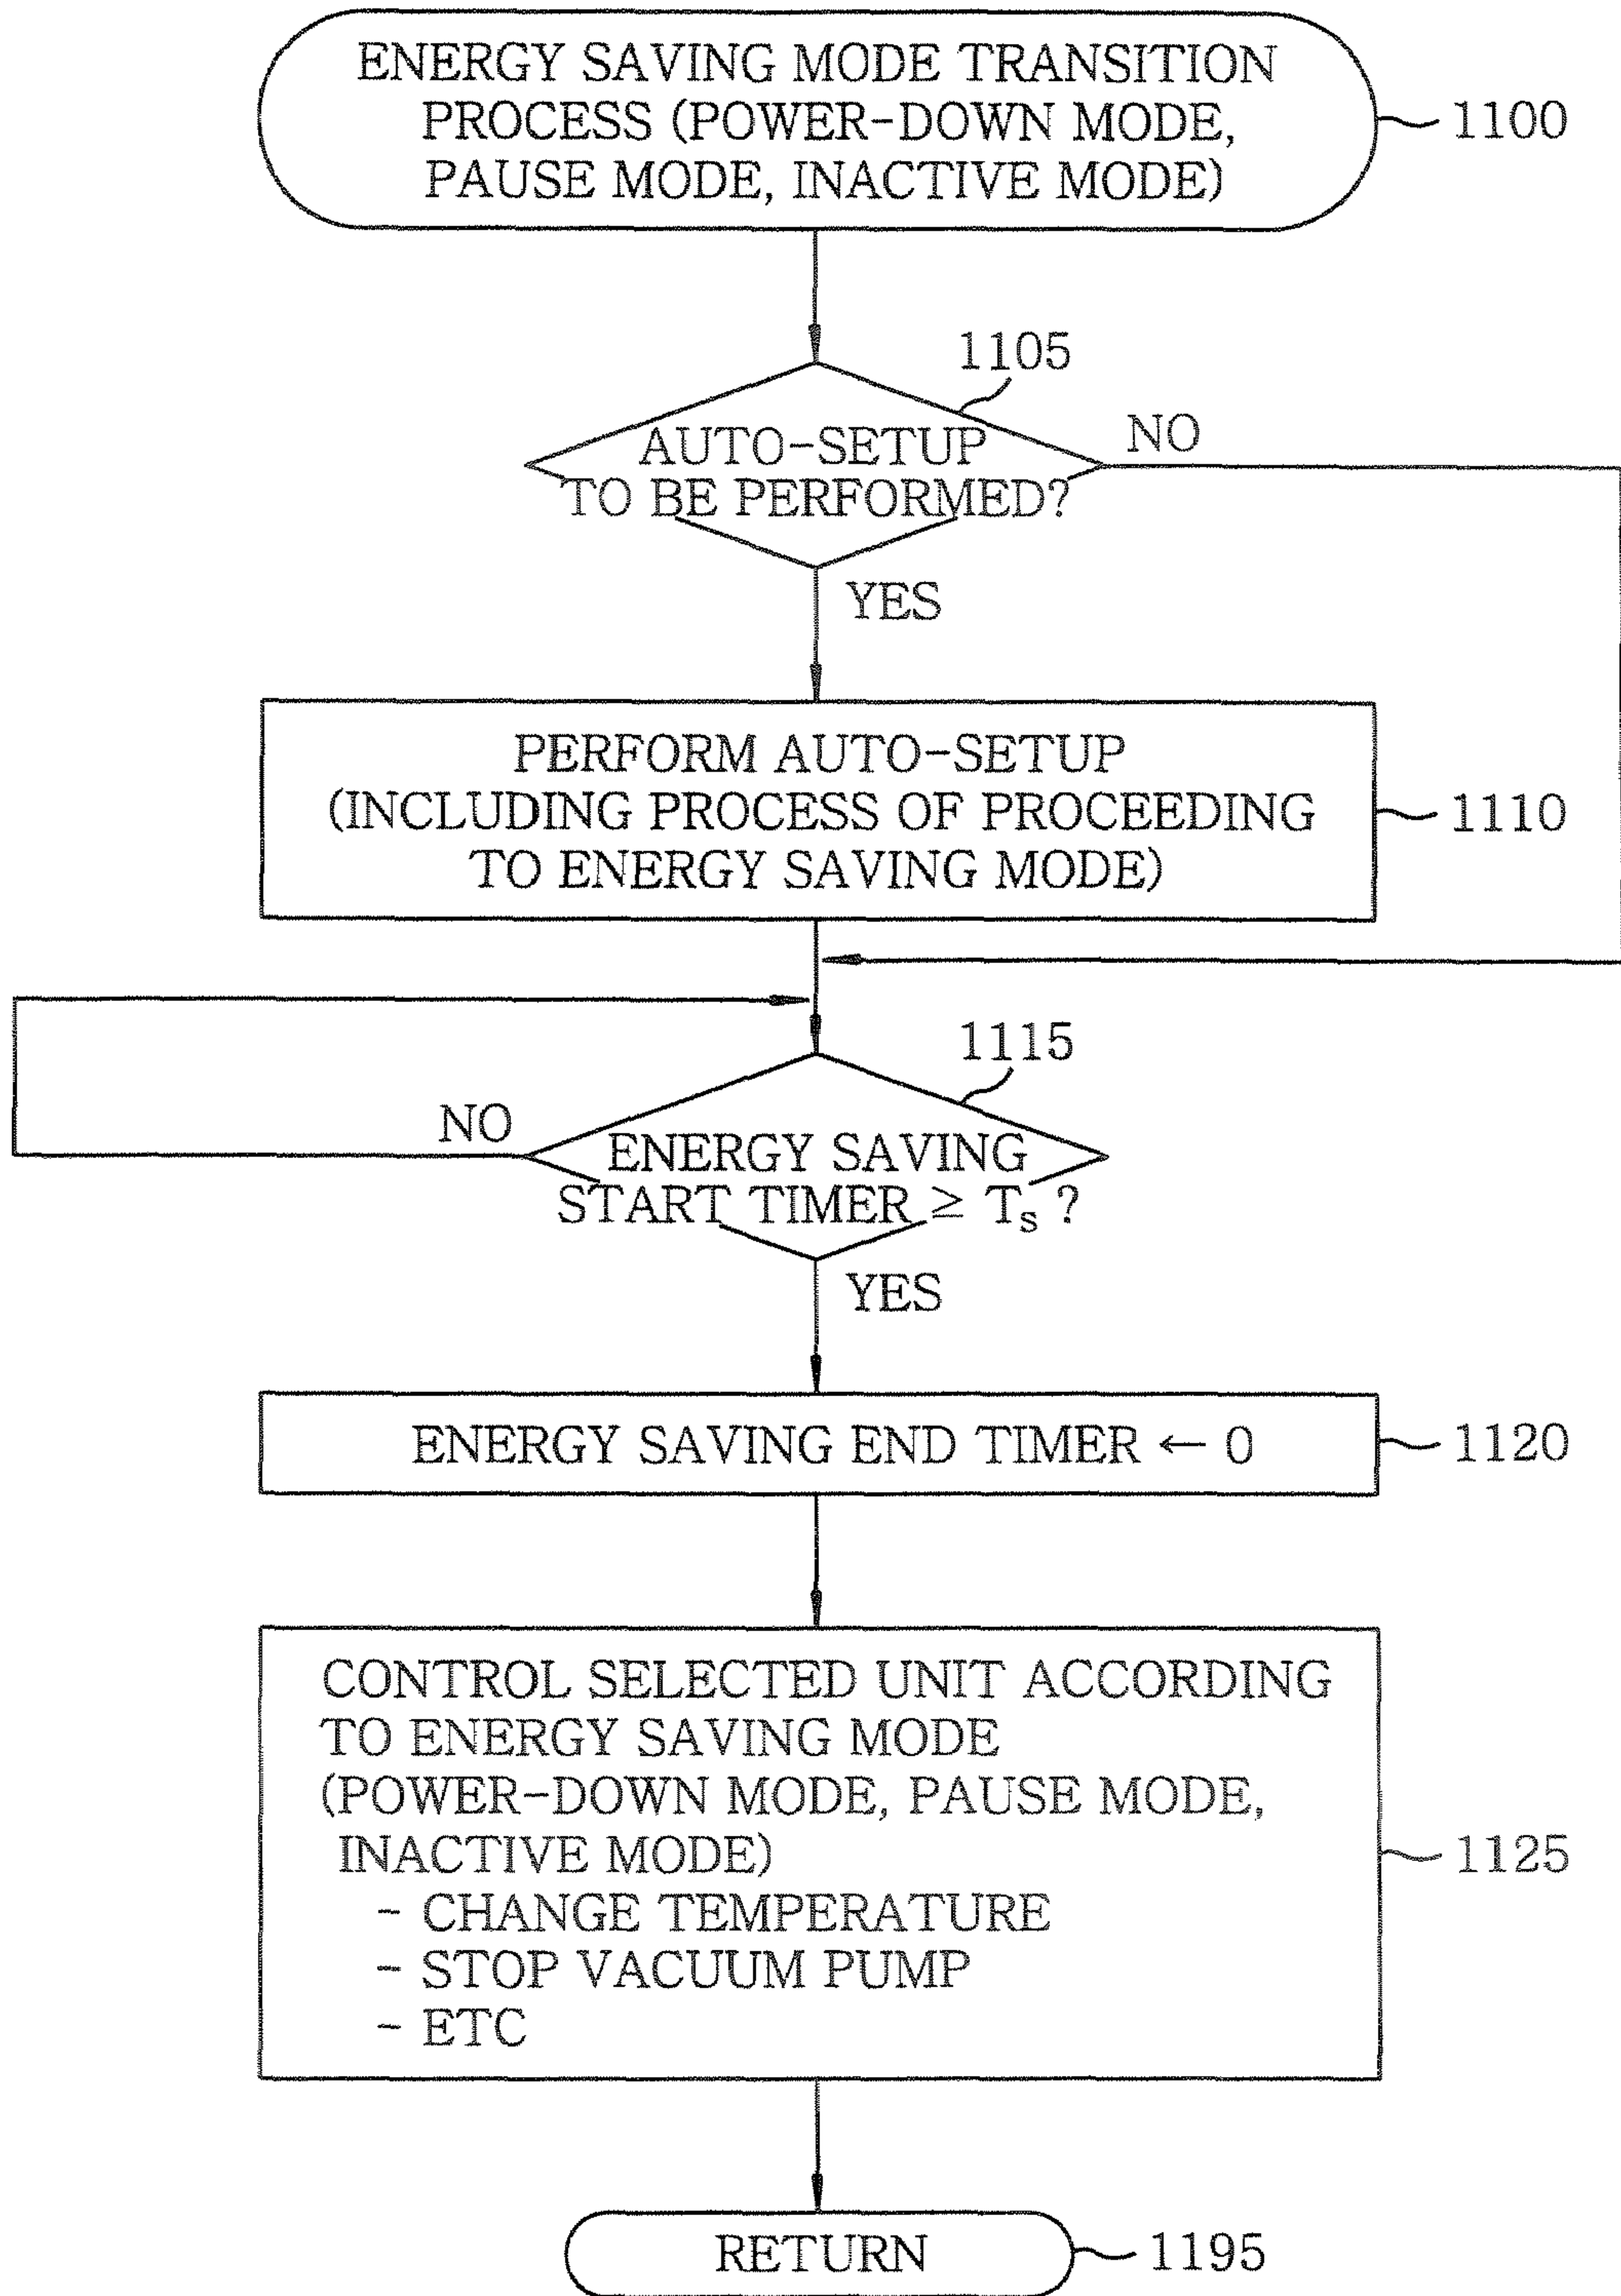 ENERGY SAVING MODE TRANSITION
PROCESS (POWER-DOWN MODE,
PAUSE MODE, INACTIVE MODE)
1100
1105
AUTO-SETUP
TO BE PERFORMED?
NO
YES
PERFORM AUTO-SETUP
(INCLUDING PROCESS OF PROCEEDING
TO ENERGY SAVING MODE)
1110
1115
NO
ENERGY SAVING
START TIMER ≥ Ts ?
YES
ENERGY SAVING END TIMER ← 0
1120
CONTROL SELECTED UNIT ACCORDING
TO ENERGY SAVING MODE
(POWER-DOWN MODE, PAUSE MODE,
INACTIVE MODE)
- CHANGE TEMPERATURE
- STOP VACUUM PUMP
- ETC
1125
RETURN
1195